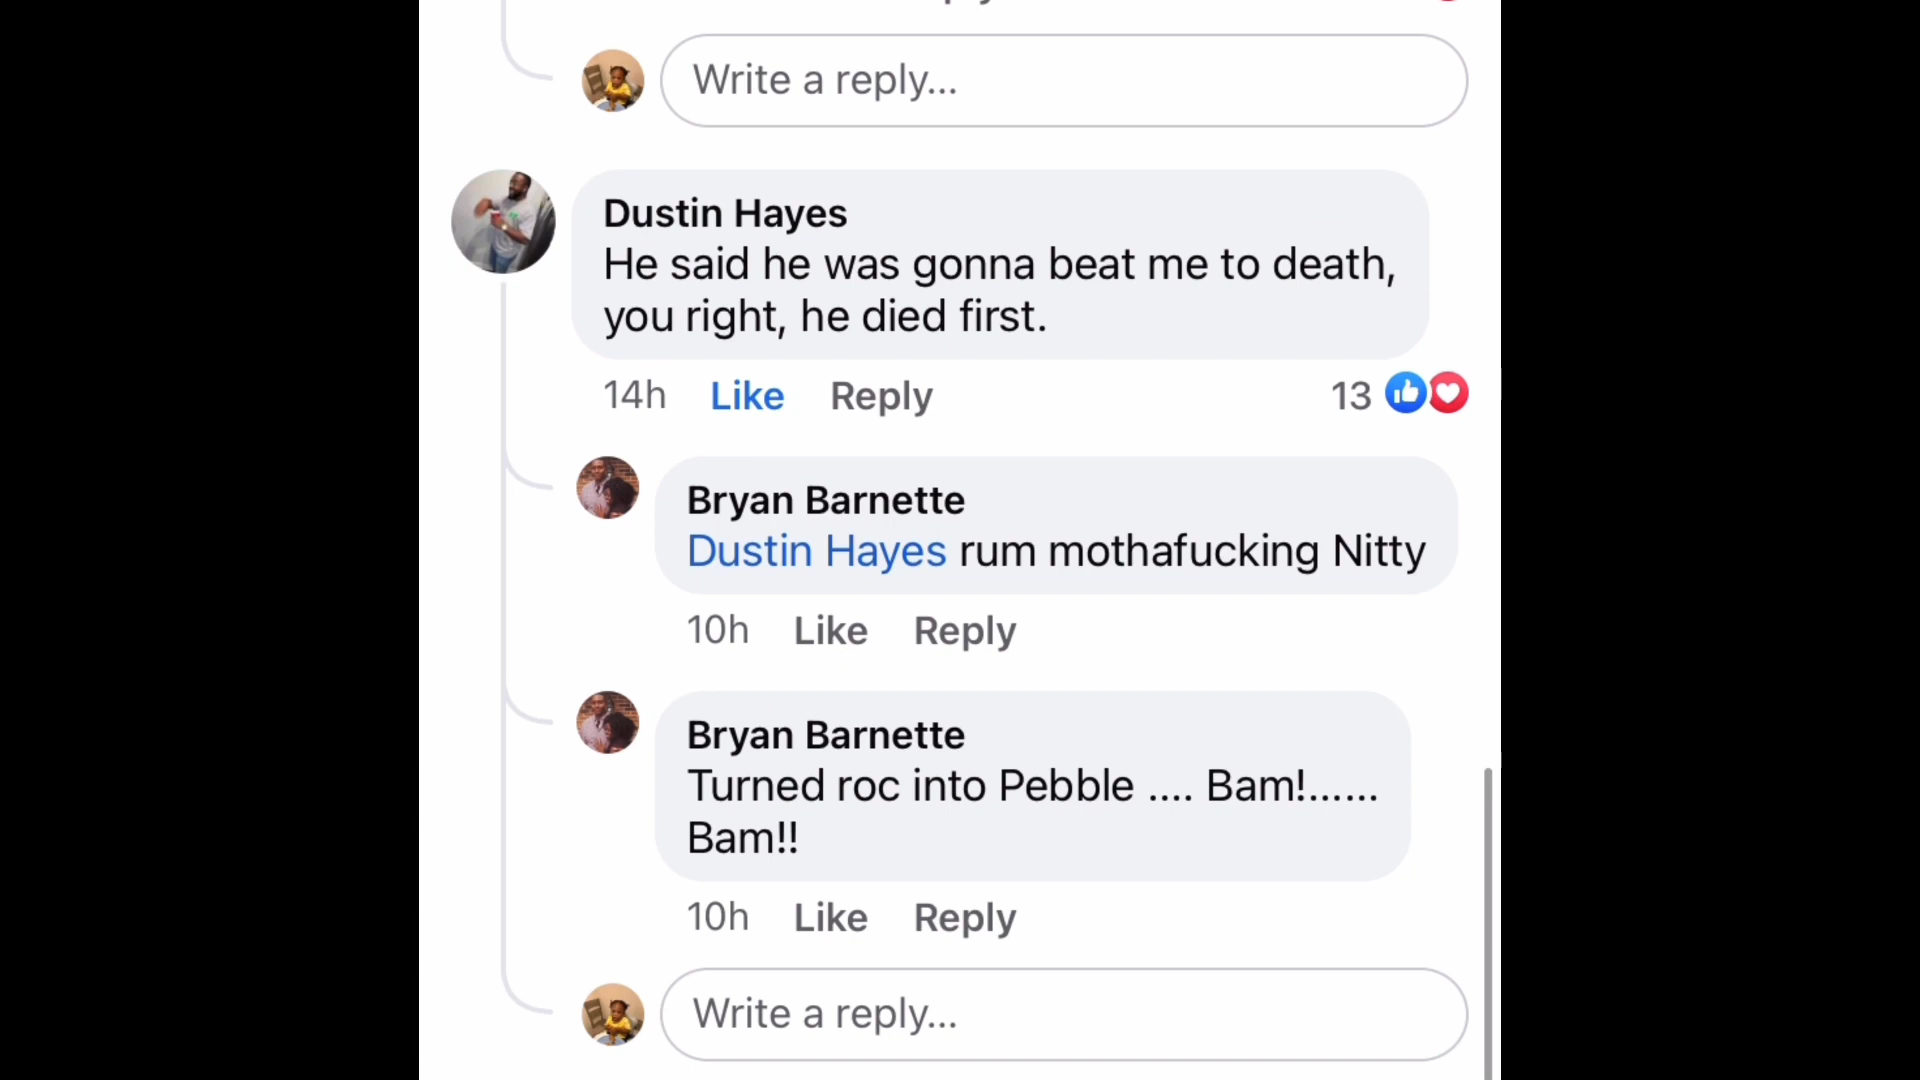 Write a reply...
Dustin Hayes
He said he was gonna beat me to death,
you right, he died first.
14h Like Reply 13
Bryan Barnette
Dustin Hayes rum mothafucking Nitty
10h Like Reply
Bryan Barnette
Turned roc into Pebble .... Bam!......
Bam!!
10h Like Reply
Write a reply...